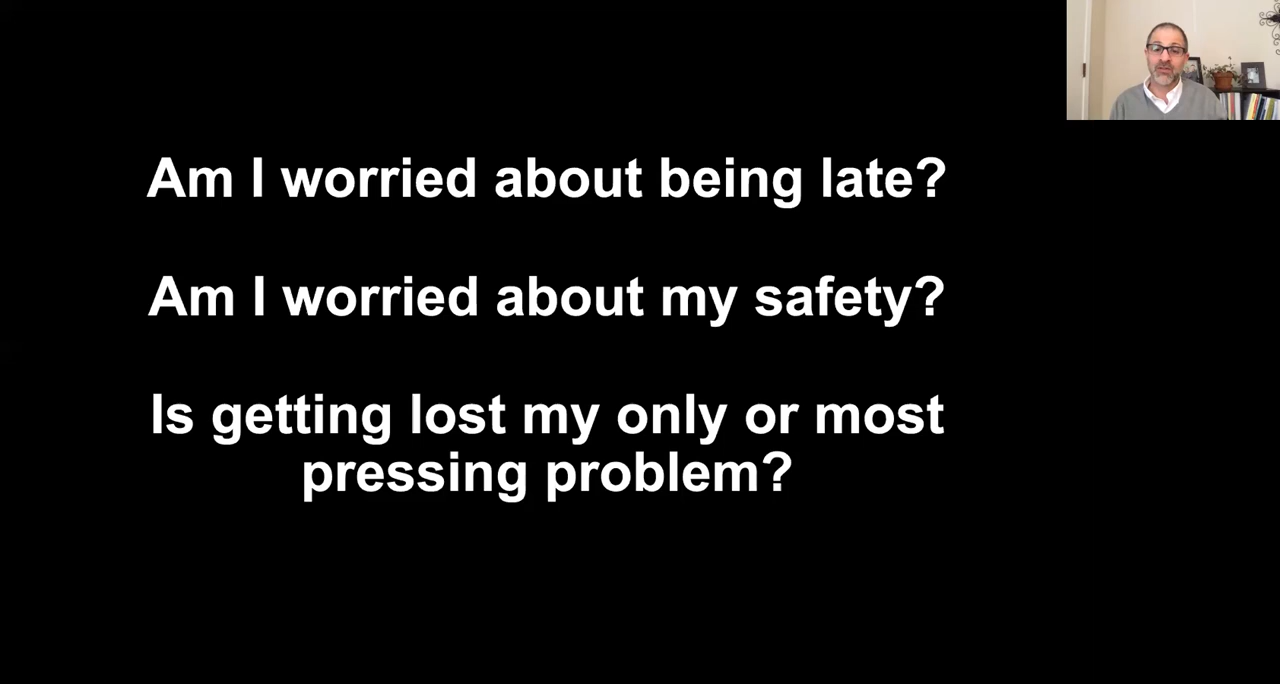 Am I worried about being late?
Am I worried about my safety?
Is getting lost my only or most
pressing problem?